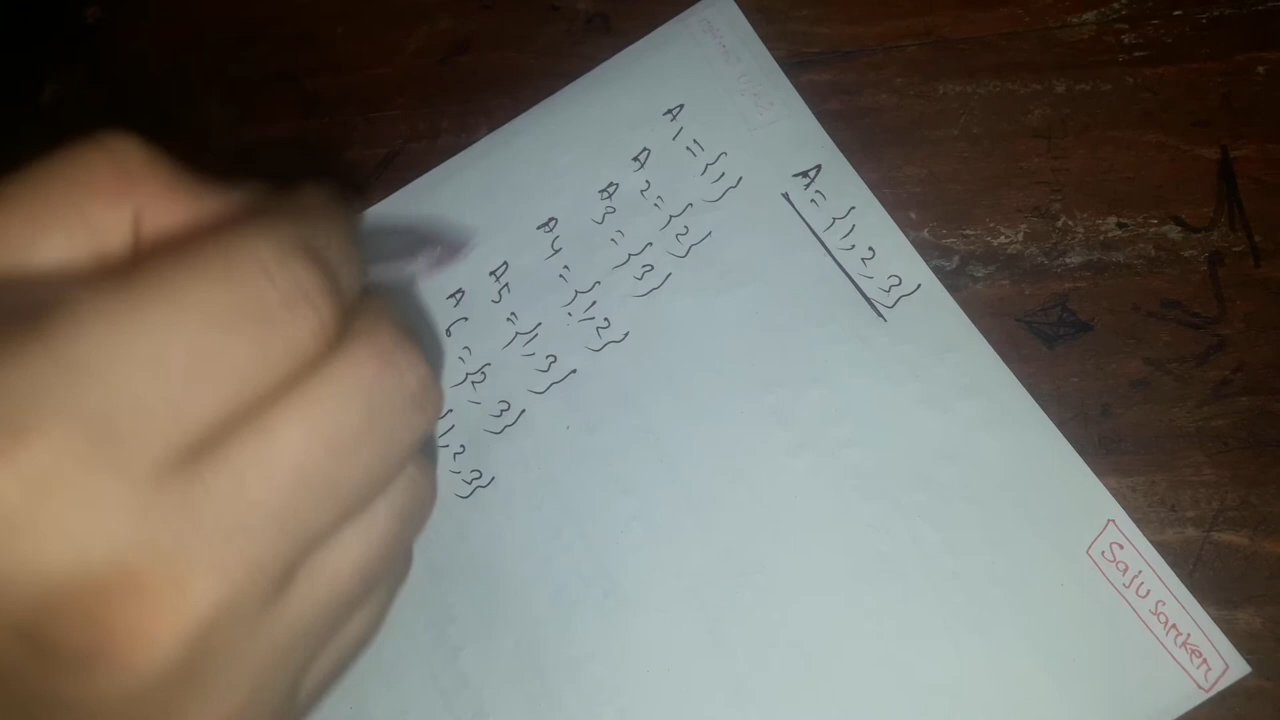 A = {1, 2, 3}
A1 = {1}
A2 = {2}
A3 = {3}
A4 = {1, 2}
A5 = {1, 3}
A6 = {2, 3}
{1, 2, 3}
Saju Sarker